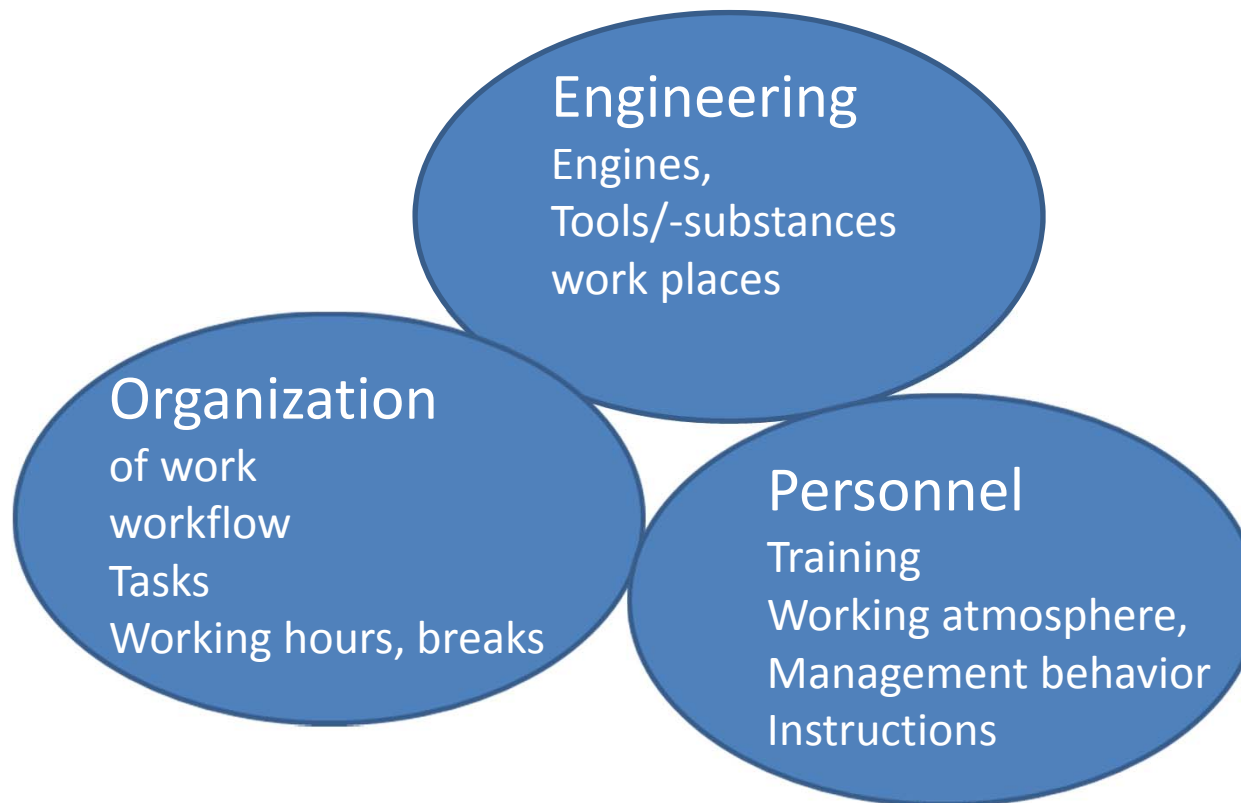 Engineering
Engines,
Tools/-substances
work places
Organization
of work
workflow
Tasks
Working hours, breaks
Personnel
Training
Working atmosphere,
Management behavior
Instructions